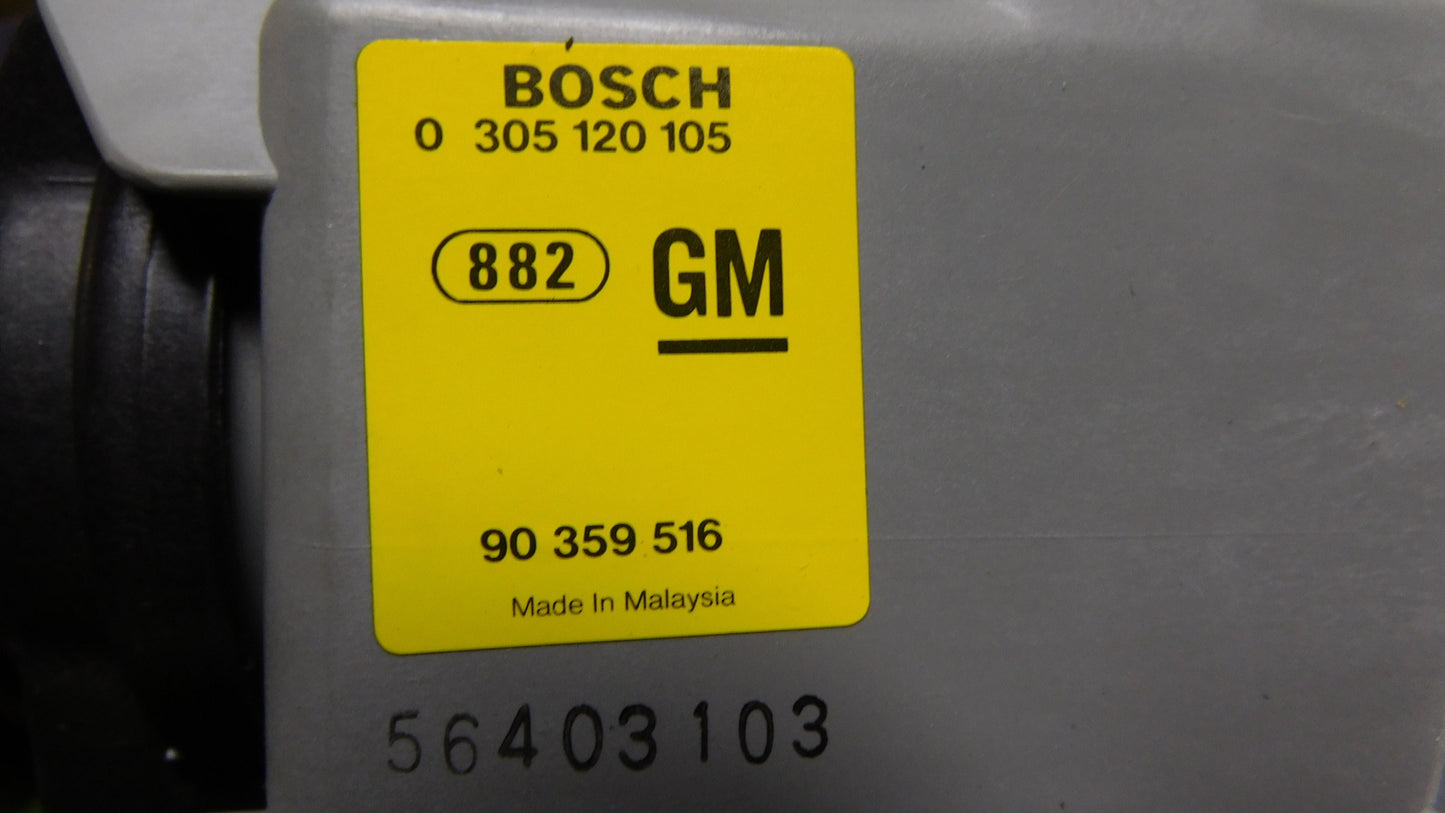 BOSCH
0 305 120 105
882 GM
90 359 516
Made In Malaysia
56403103